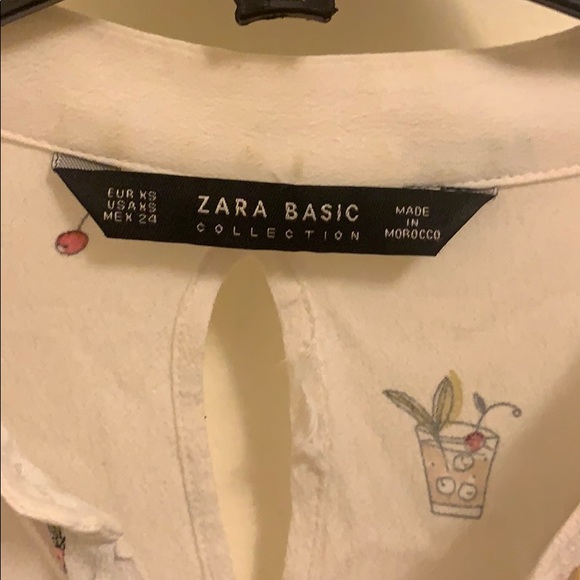 EUR XS
USA XS
MEX 24
ZARA BASIC
COLLECTION
MADE
IN
MOROCCO